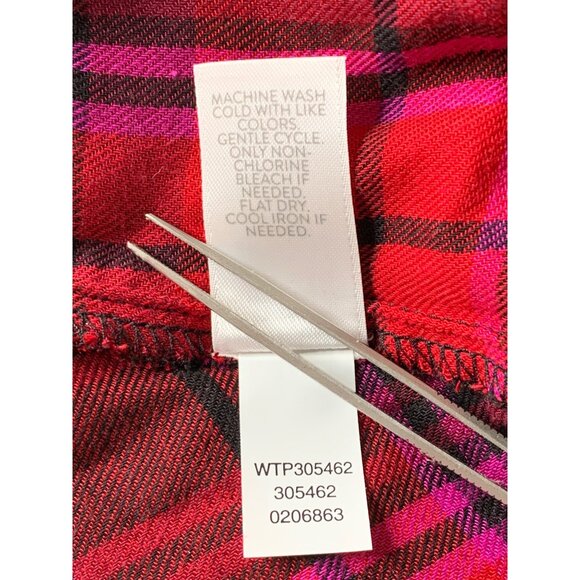 MACHINE WASH
COLD WITH LIKE
COLORS.
GENTLE CYCLE.
ONLY NON-
CHLORINE
BLEACH IF
NEEDED.
FLAT DRY.
COOL IRON IF
NEEDED.
WTP305462
305462
0206863